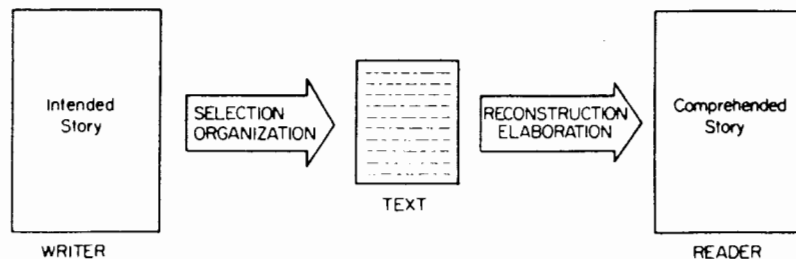 Intended
Story
SELECTION
ORGANIZATION
RECONSTRUCTION
ELABORATION
Comprehended
Story
TEXT
WRITER
READER